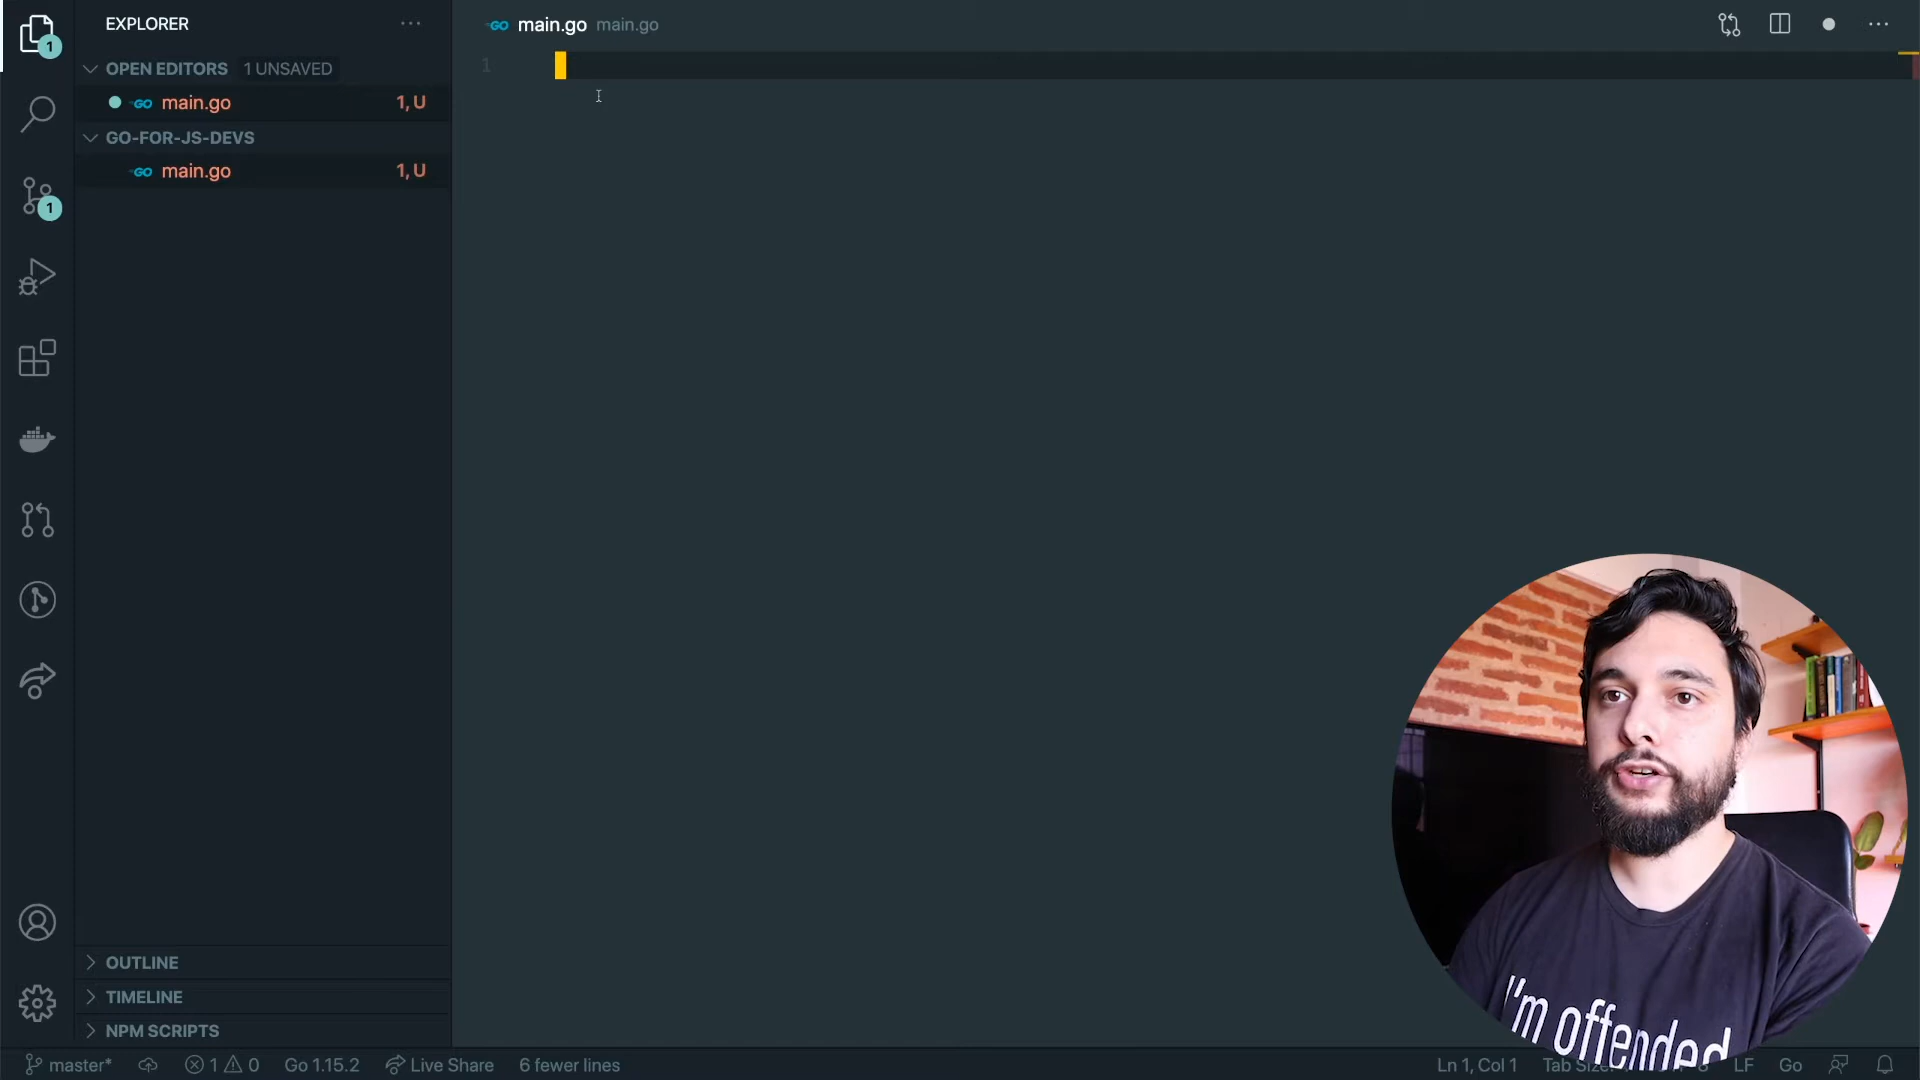 EXPLORER
main.go main.go
OPEN EDITORS 1 UNSAVED
main.go 1, U
GO-FOR-JS-DEVS
main.go 1, U
1
1
1
OUTLINE
TIMELINE
NPM SCRIPTS
I'm offended
master* 1 0 Go 1.15.2 Live Share 6 fewer lines Ln 1, Col 1 LF Go